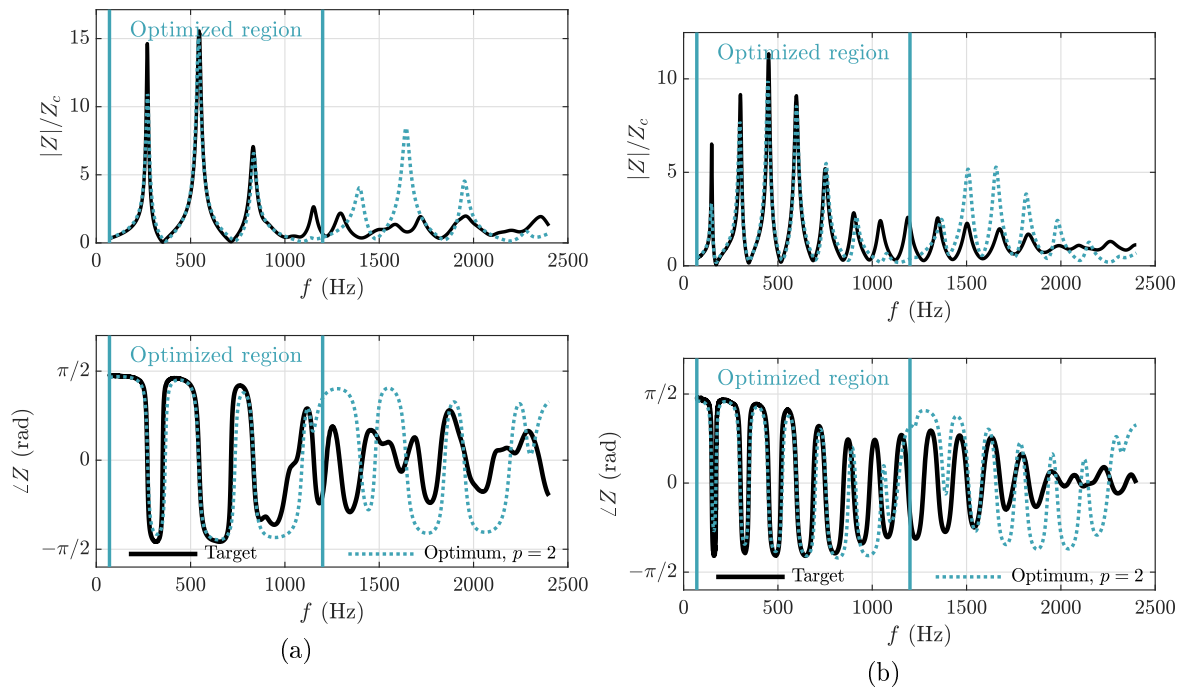 Optimized region
15
10
5
0
|Z|/Z_c
0 500 1000 1500 2000 2500
f (Hz)
Optimized region
π/2
0
−π/2
∠Z (rad)
Target
Optimum, p = 2
0 500 1000 1500 2000 2500
f (Hz)
(a)
Optimized region
10
5
0
|Z|/Z_c
0 500 1000 1500 2000 2500
f (Hz)
Optimized region
π/2
0
−π/2
∠Z (rad)
Target
Optimum, p = 2
0 500 1000 1500 2000 2500
f (Hz)
(b)